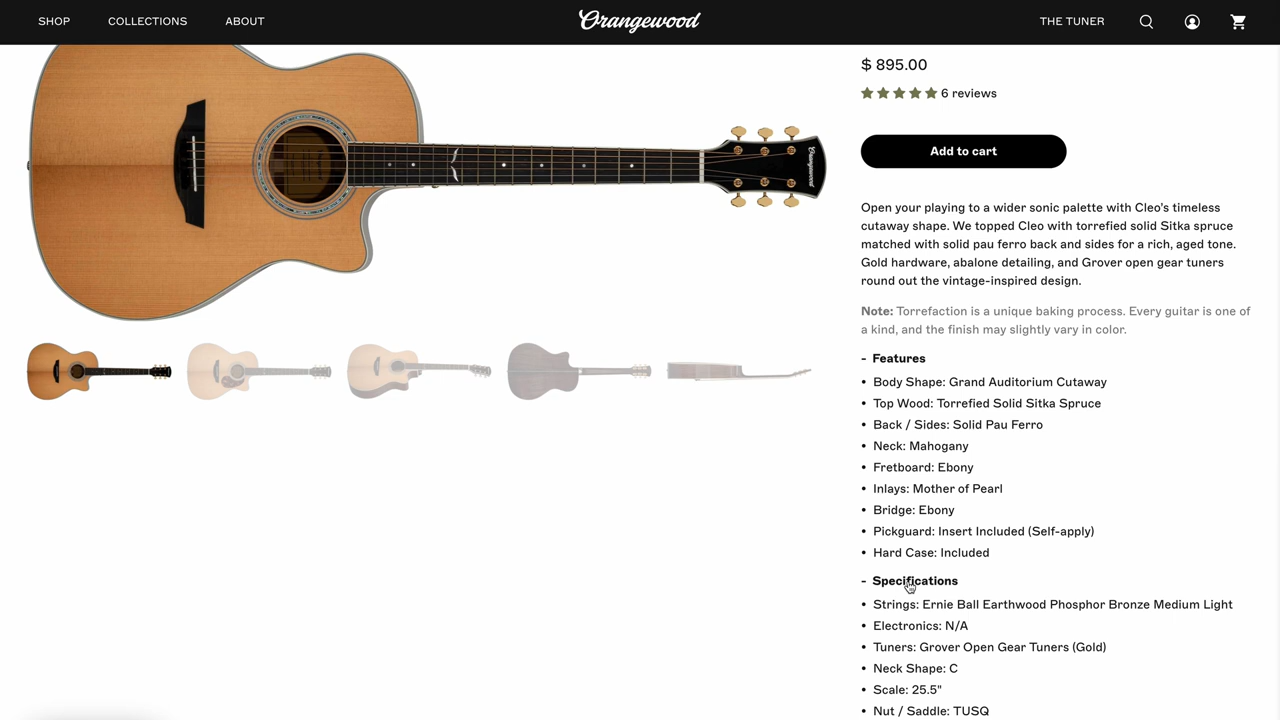 SHOP
COLLECTIONS
ABOUT
Orangewood
THE TUNER
Orangewood
$ 895.00
6 reviews
Add to cart
Open your playing to a wider sonic palette with Cleo's timeless
cutaway shape. We topped Cleo with torrefied solid Sitka spruce
matched with solid pau ferro back and sides for a rich, aged tone.
Gold hardware, abalone detailing, and Grover open gear tuners
round out the vintage-inspired design.
Note: Torrefaction is a unique baking process. Every guitar is one of
a kind, and the finish may slightly vary in color.
- Features
• Body Shape: Grand Auditorium Cutaway
• Top Wood: Torrefied Solid Sitka Spruce
• Back / Sides: Solid Pau Ferro
• Neck: Mahogany
• Fretboard: Ebony
• Inlays: Mother of Pearl
• Bridge: Ebony
• Pickguard: Insert Included (Self-apply)
• Hard Case: Included
- Specifications
• Strings: Ernie Ball Earthwood Phosphor Bronze Medium Light
• Electronics: N/A
• Tuners: Grover Open Gear Tuners (Gold)
• Neck Shape: C
• Scale: 25.5"
• Nut / Saddle: TUSQ